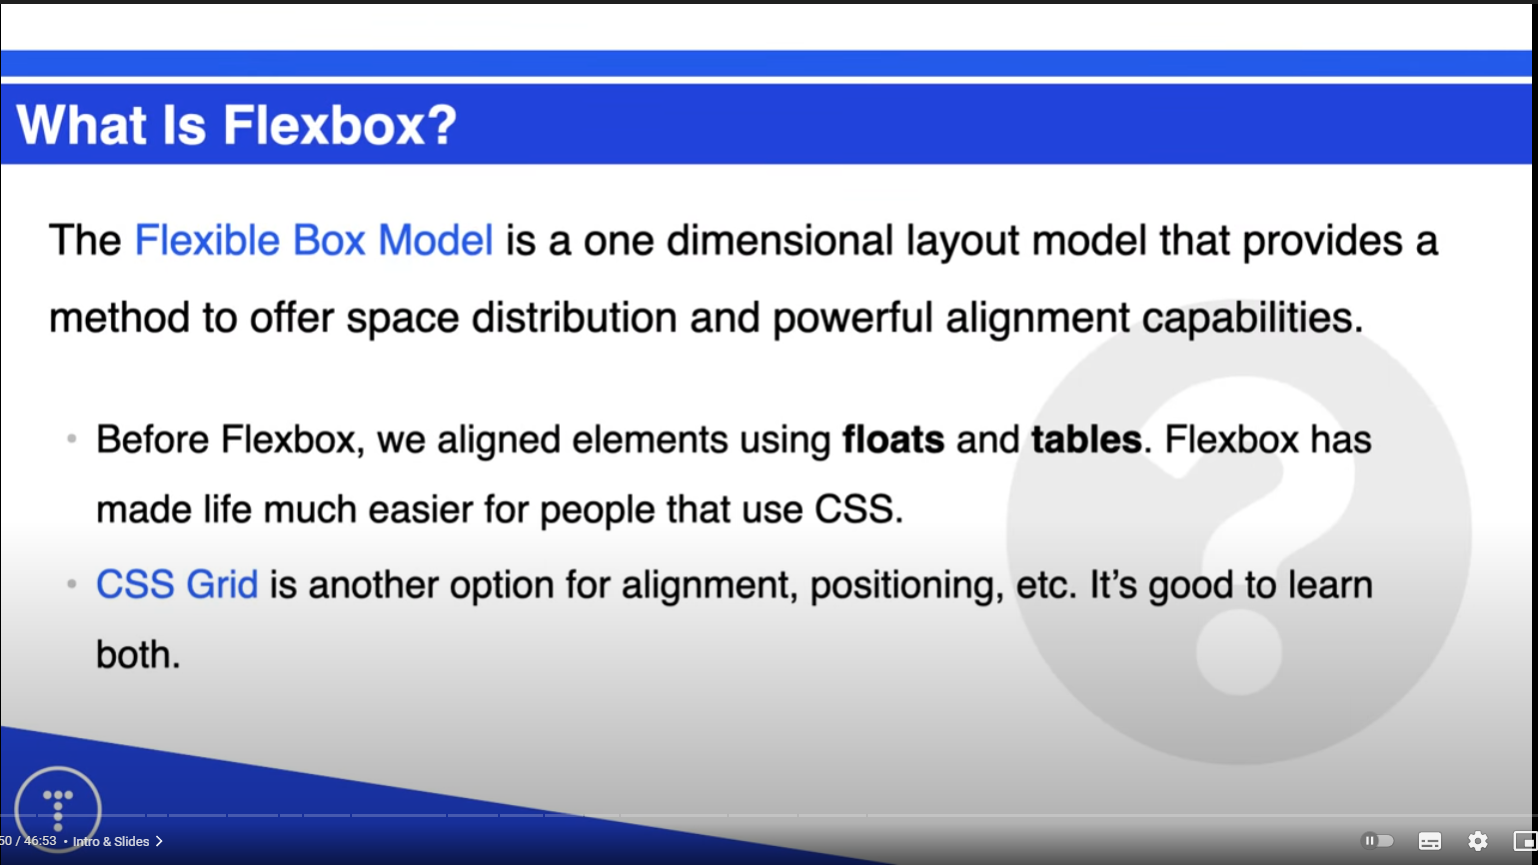 What Is Flexbox?
The Flexible Box Model is a one dimensional layout model that provides a
method to offer space distribution and powerful alignment capabilities.
• Before Flexbox, we aligned elements using floats and tables. Flexbox has
made life much easier for people that use CSS.
• CSS Grid is another option for alignment, positioning, etc. It’s good to learn
both.
50 / 46:53 • Intro & Slides